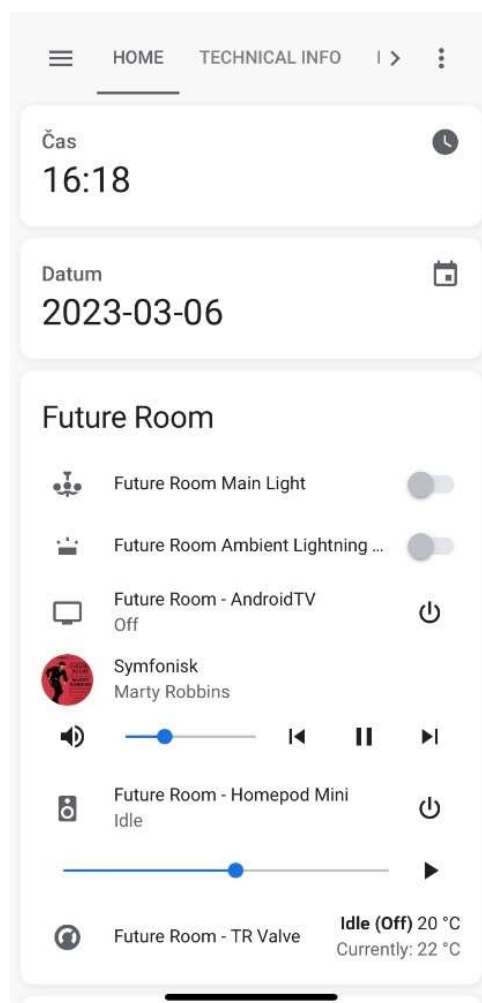 HOME TECHNICAL INFO
Čas
16:18
Datum
2023-03-06
Future Room
Future Room Main Light
Future Room Ambient Lightning ...
Future Room - AndroidTV
Off
Symfonisk
Marty Robbins
Future Room - Homepod Mini
Idle
Future Room - TR Valve
Idle (Off) 20 °C
Currently: 22 °C